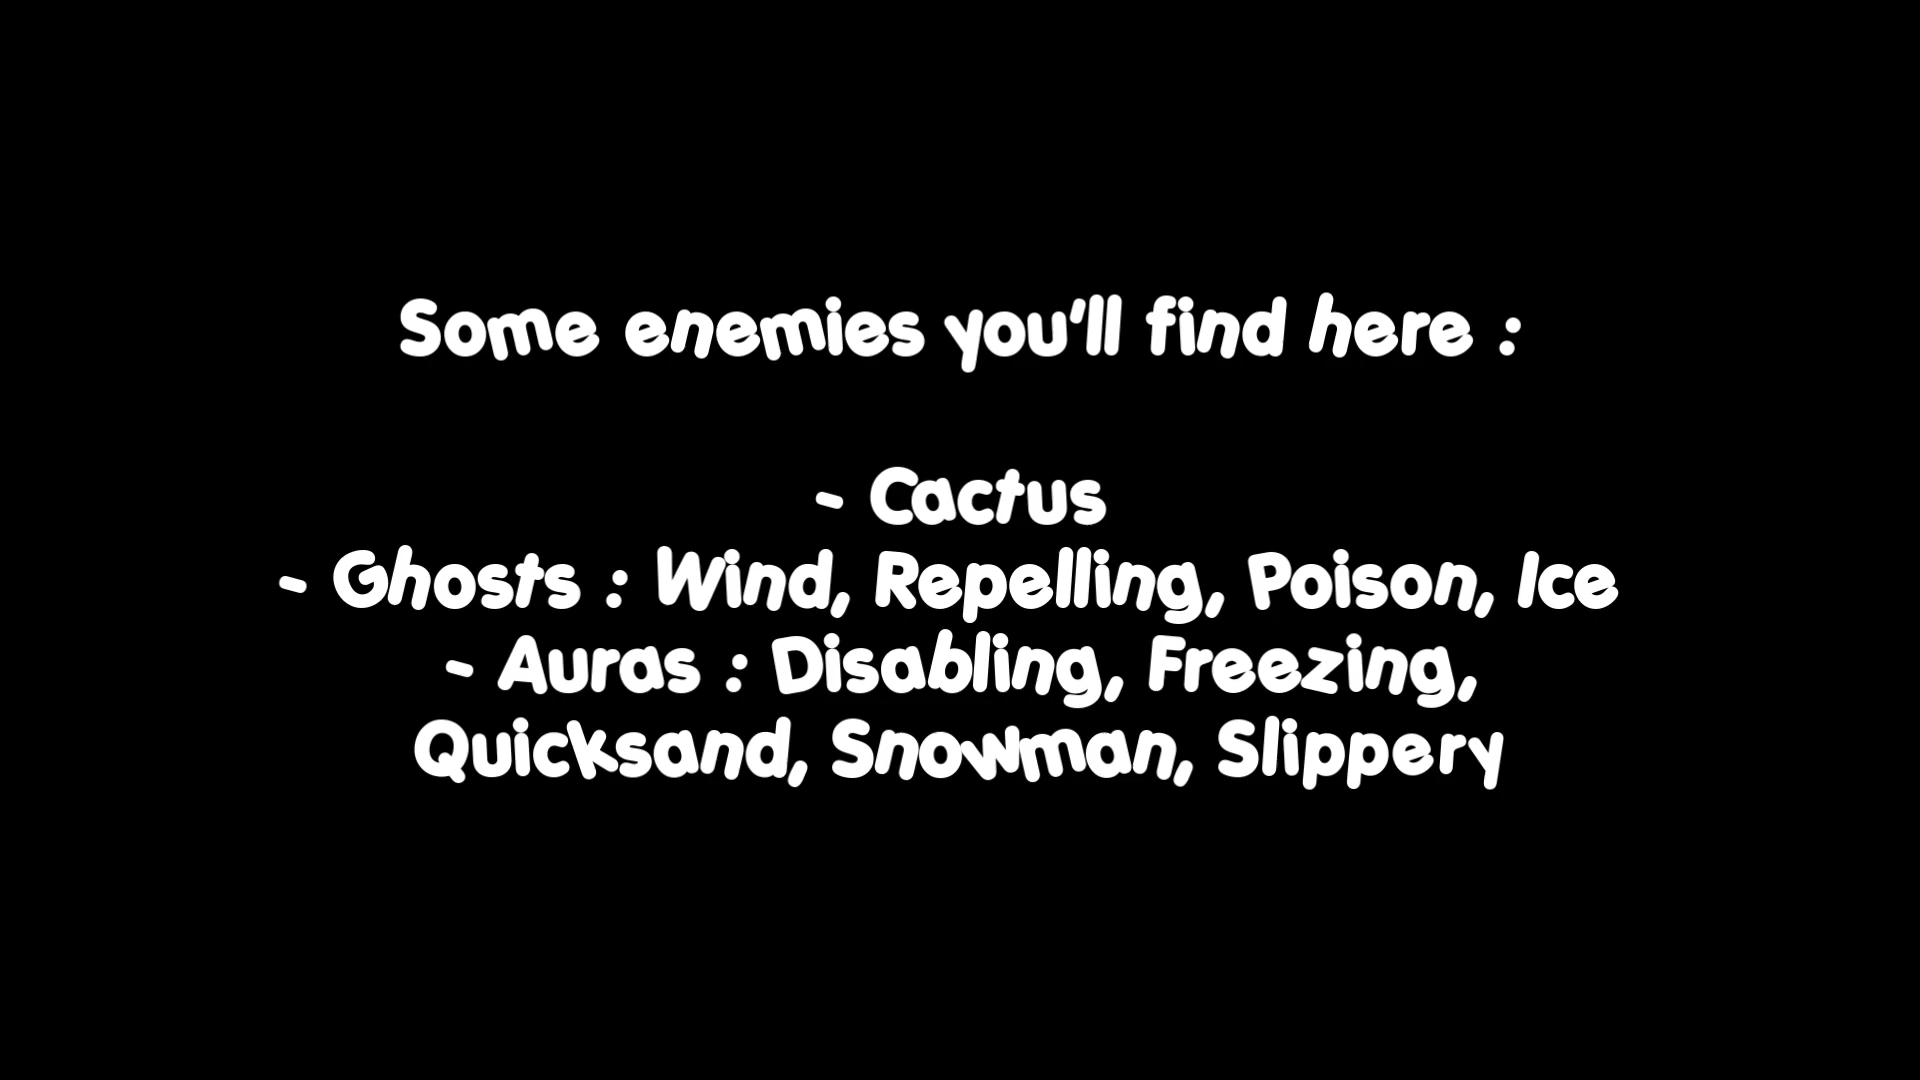 Some enemies you'll find here :
- Cactus
- Ghosts : Wind, Repelling, Poison, Ice
- Auras : Disabling, Freezing,
Quicksand, Snowman, Slippery